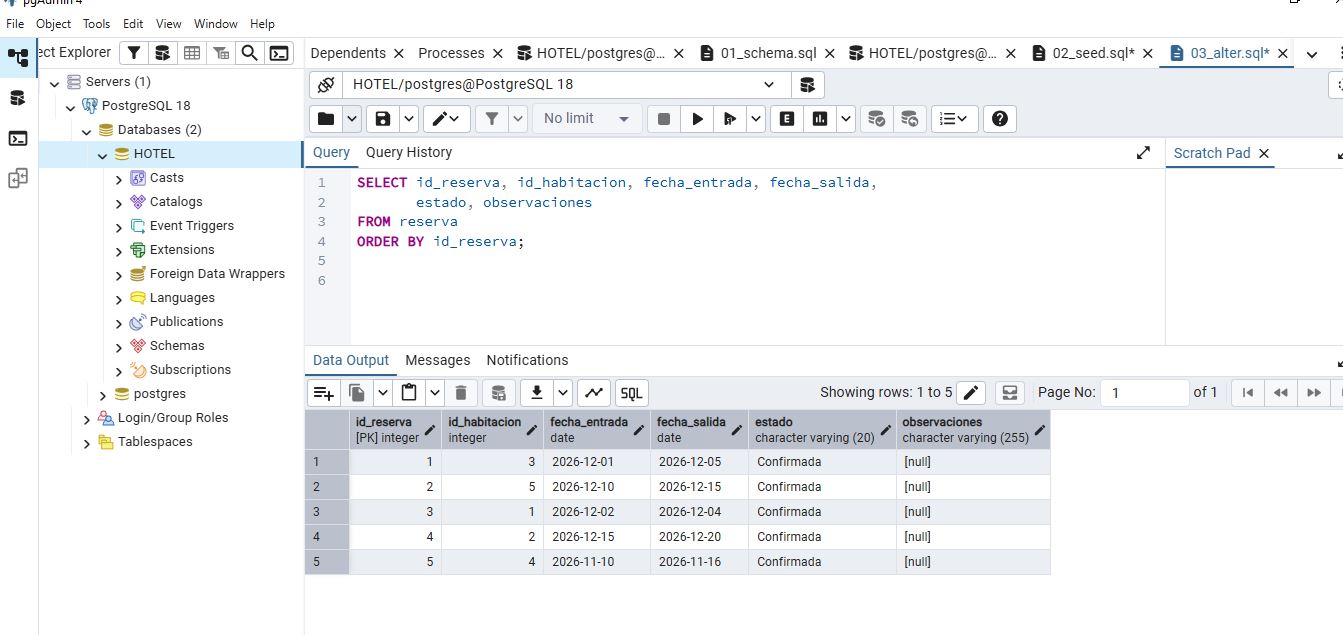 pgAdmin 4
File Object Tools Edit View Window Help
ect Explorer
Dependents
Processes
HOTEL/postgres@...
01_schema.sql
HOTEL/postgres@...
02_seed.sql*
03_alter.sql*
Servers (1)
PostgreSQL 18
Databases (2)
HOTEL
Casts
Catalogs
Event Triggers
Extensions
Foreign Data Wrappers
Languages
Publications
Schemas
Subscriptions
postgres
Login/Group Roles
Tablespaces
HOTEL/postgres@PostgreSQL 18
No limit
E
Query Query History
Scratch Pad
1 SELECT id_reserva, id_habitacion, fecha_entrada, fecha_salida,
2 estado, observaciones
3 FROM reserva
4 ORDER BY id_reserva;
5
6
Data Output Messages Notifications
SQL
Showing rows: 1 to 5
Page No: 1 of 1
id_reserva id_habitacion fecha_entrada fecha_salida estado observaciones
[PK] integer integer date date character varying (20) character varying (255)
1 1 3 2026-12-01 2026-12-05 Confirmada [null]
2 2 5 2026-12-10 2026-12-15 Confirmada [null]
3 3 1 2026-12-02 2026-12-04 Confirmada [null]
4 4 2 2026-12-15 2026-12-20 Confirmada [null]
5 5 4 2026-11-10 2026-11-16 Confirmada [null]